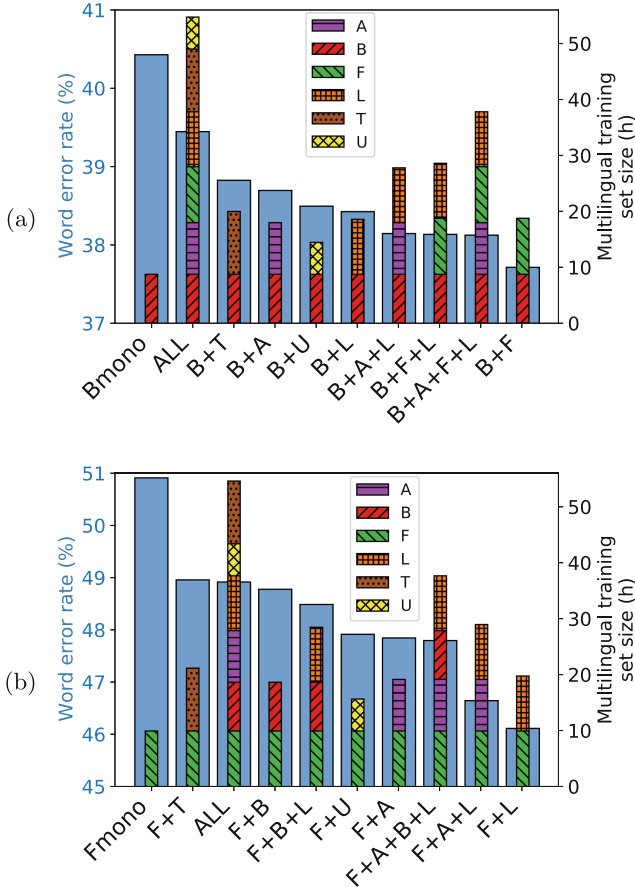 (a)
Word error rate (%)
41
40
39
38
37
A
B
F
L
T
U
50
40
30
20
10
0
Multilingual training
set size (h)
Bmono
ALL
B+T
B+A
B+U
B+L
B+A+L
B+F+L
B+A+F+L
B+F
(b)
Word error rate (%)
51
50
49
48
47
46
45
A
B
F
L
T
U
50
40
30
20
10
0
Multilingual training
set size (h)
Fmono
F+T
ALL
F+B
F+B+L
F+U
F+A
F+A+B+L
F+A+L
F+L